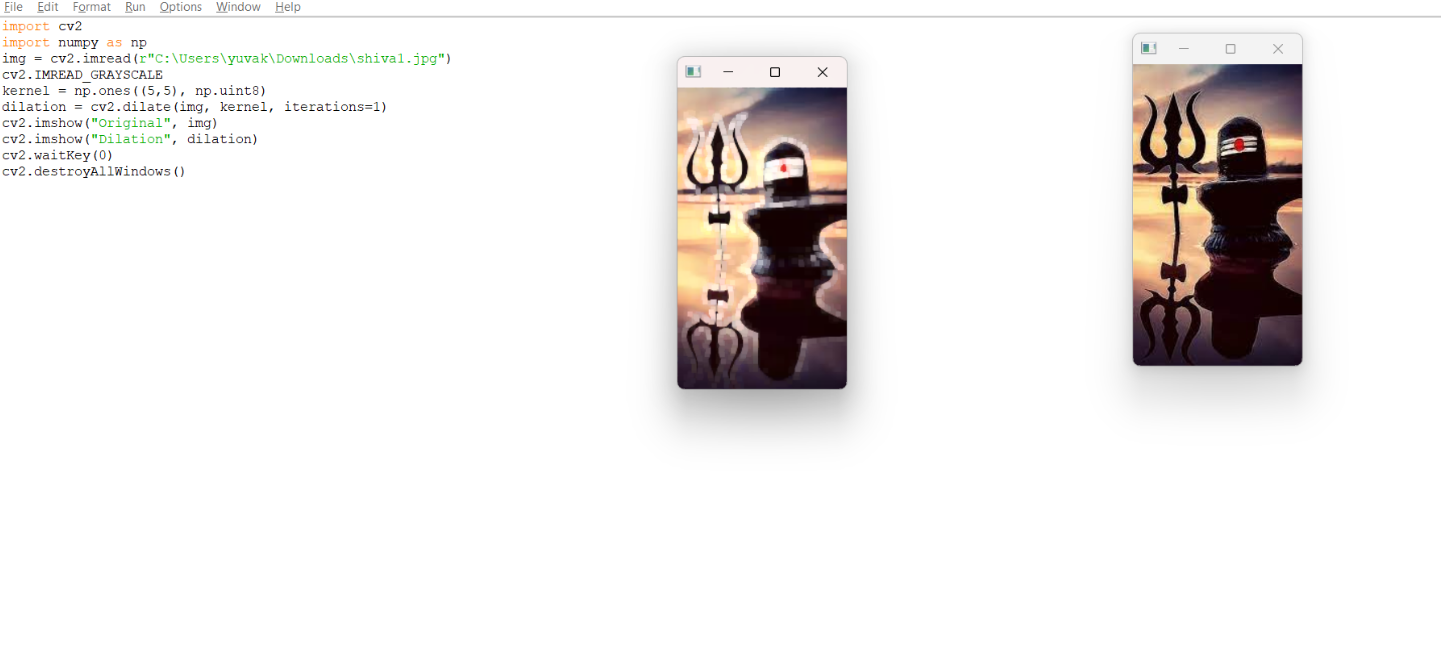 File Edit Format Run Options Window Help
import cv2
import numpy as np
img = cv2.imread(r"C:\Users\yuvak\Downloads\shiva1.jpg")
cv2.IMREAD_GRAYSCALE
kernel = np.ones((5,5), np.uint8)
dilation = cv2.dilate(img, kernel, iterations=1)
cv2.imshow("Original", img)
cv2.imshow("Dilation", dilation)
cv2.waitKey(0)
cv2.destroyAllWindows()